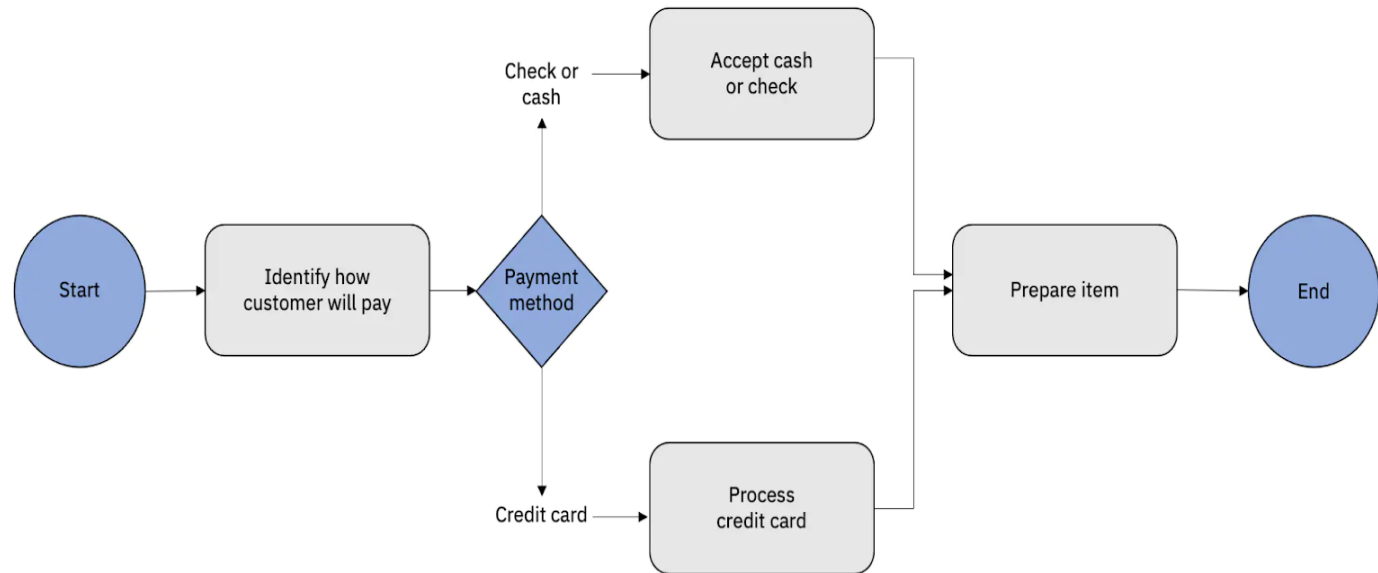 Start
Identify how
customer will pay
Payment
method
Check or
cash
Accept cash
or check
Credit card
Process
credit card
Prepare item
End